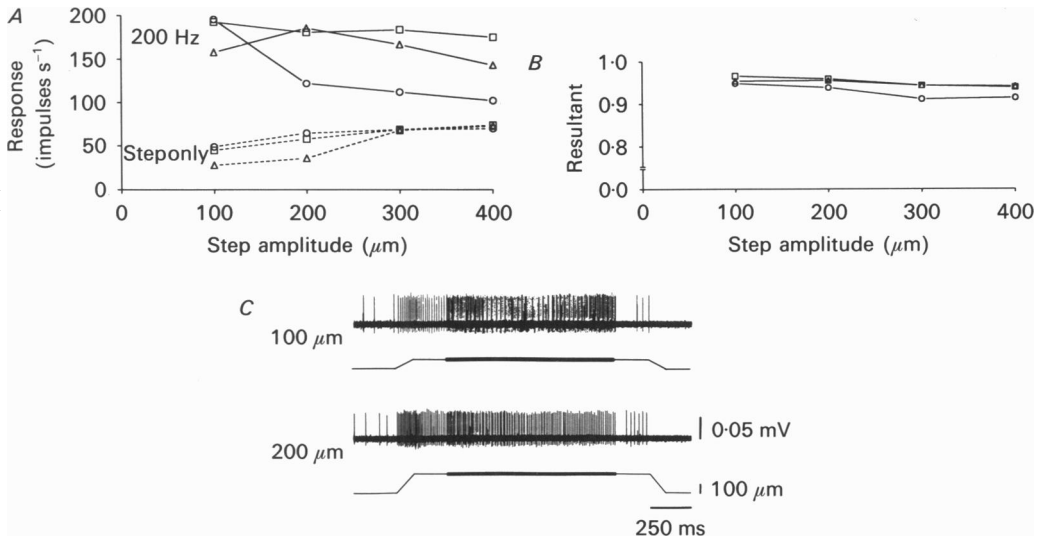 A
Response
(impulses s⁻¹)
200
150
100
50
0
200 Hz
Steponly
0
100
200
300
400
Step amplitude (μm)
B
Resultant
1·0
0·9
0·8
0·0
0
100
200
300
400
Step amplitude (μm)
C
100 μm
200 μm
0·05 mV
100 μm
250 ms